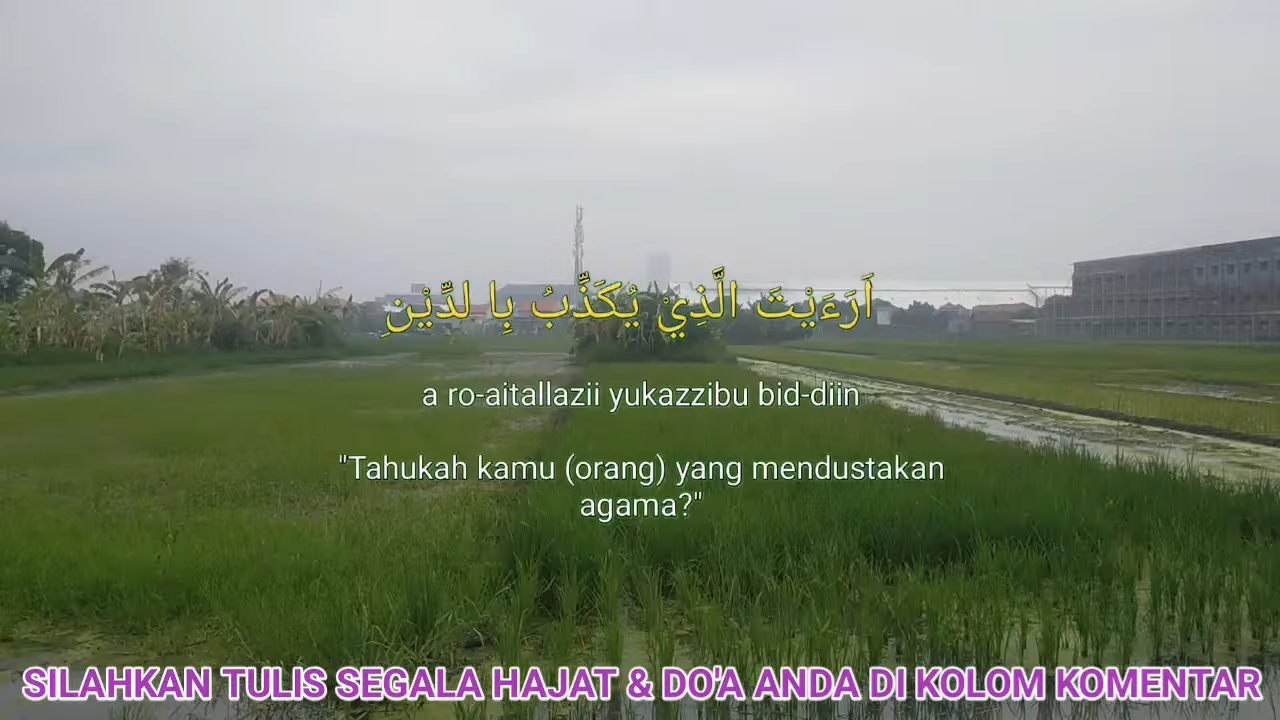 اَرَءَيْتَ الَّذِيْ يُكَذِّبُ بِا لدِّيْنِ
a ro-aitallazii yukazzibu bid-diin
"Tahukah kamu (orang) yang mendustakan
agama?"
SILAHKAN TULIS SEGALA HAJAT & DO'A ANDA DI KOLOM KOMENTAR